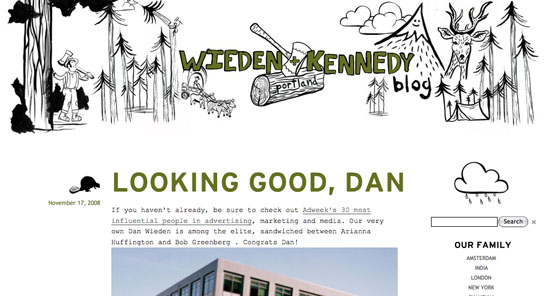 WIEDEN + KENNEDY
portland
blog
LOOKING GOOD, DAN
November 17, 2008
If you haven't already, be sure to check out Adweek's 30 most
influential people in advertising, marketing and media. Our very
own Dan Wieden is among the elite, sandwiched between Arianna
Huffington and Bob Greenberg . Congrats Dan!
Search
OUR FAMILY
AMSTERDAM
INDIA
LONDON
NEW YORK